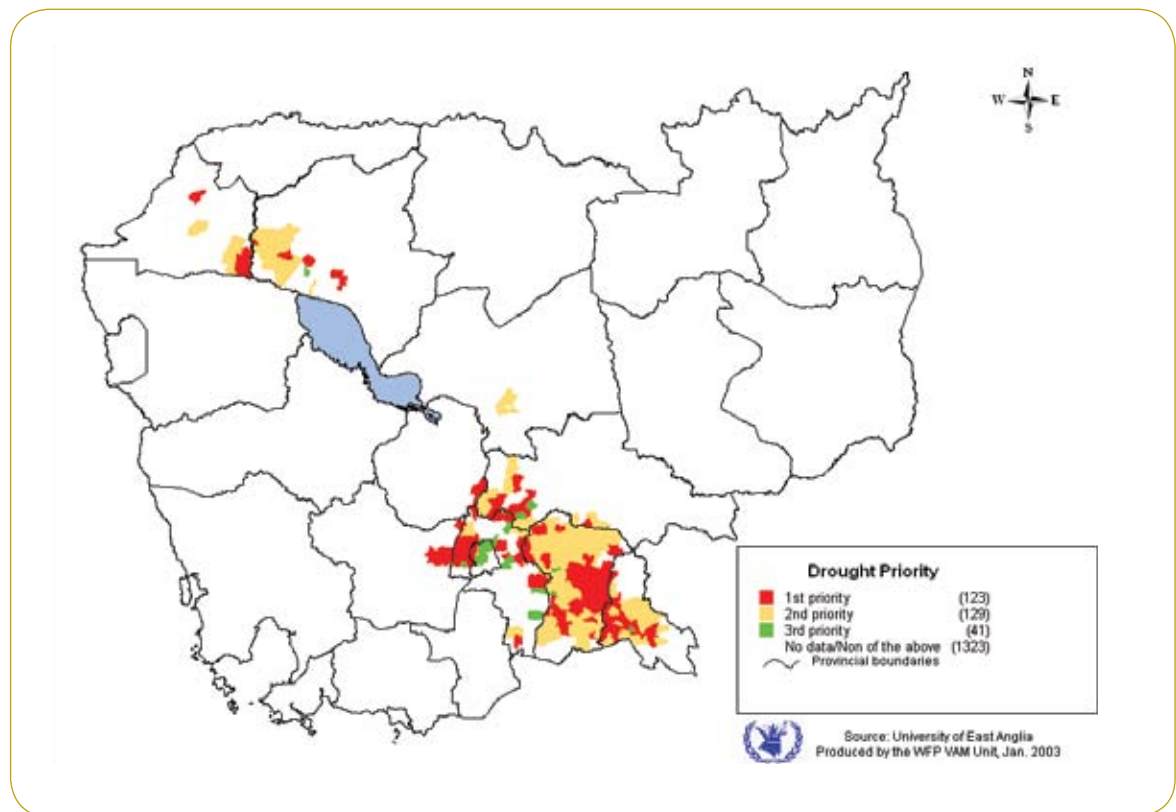 N
W E
S
Drought Priority
1st priority (123)
2nd priority (129)
3rd priority (41)
No data/Non of the above (1323)
Provincial boundaries
Source: University of East Anglia
Produced by the WFP VAM Unit, Jan. 2003